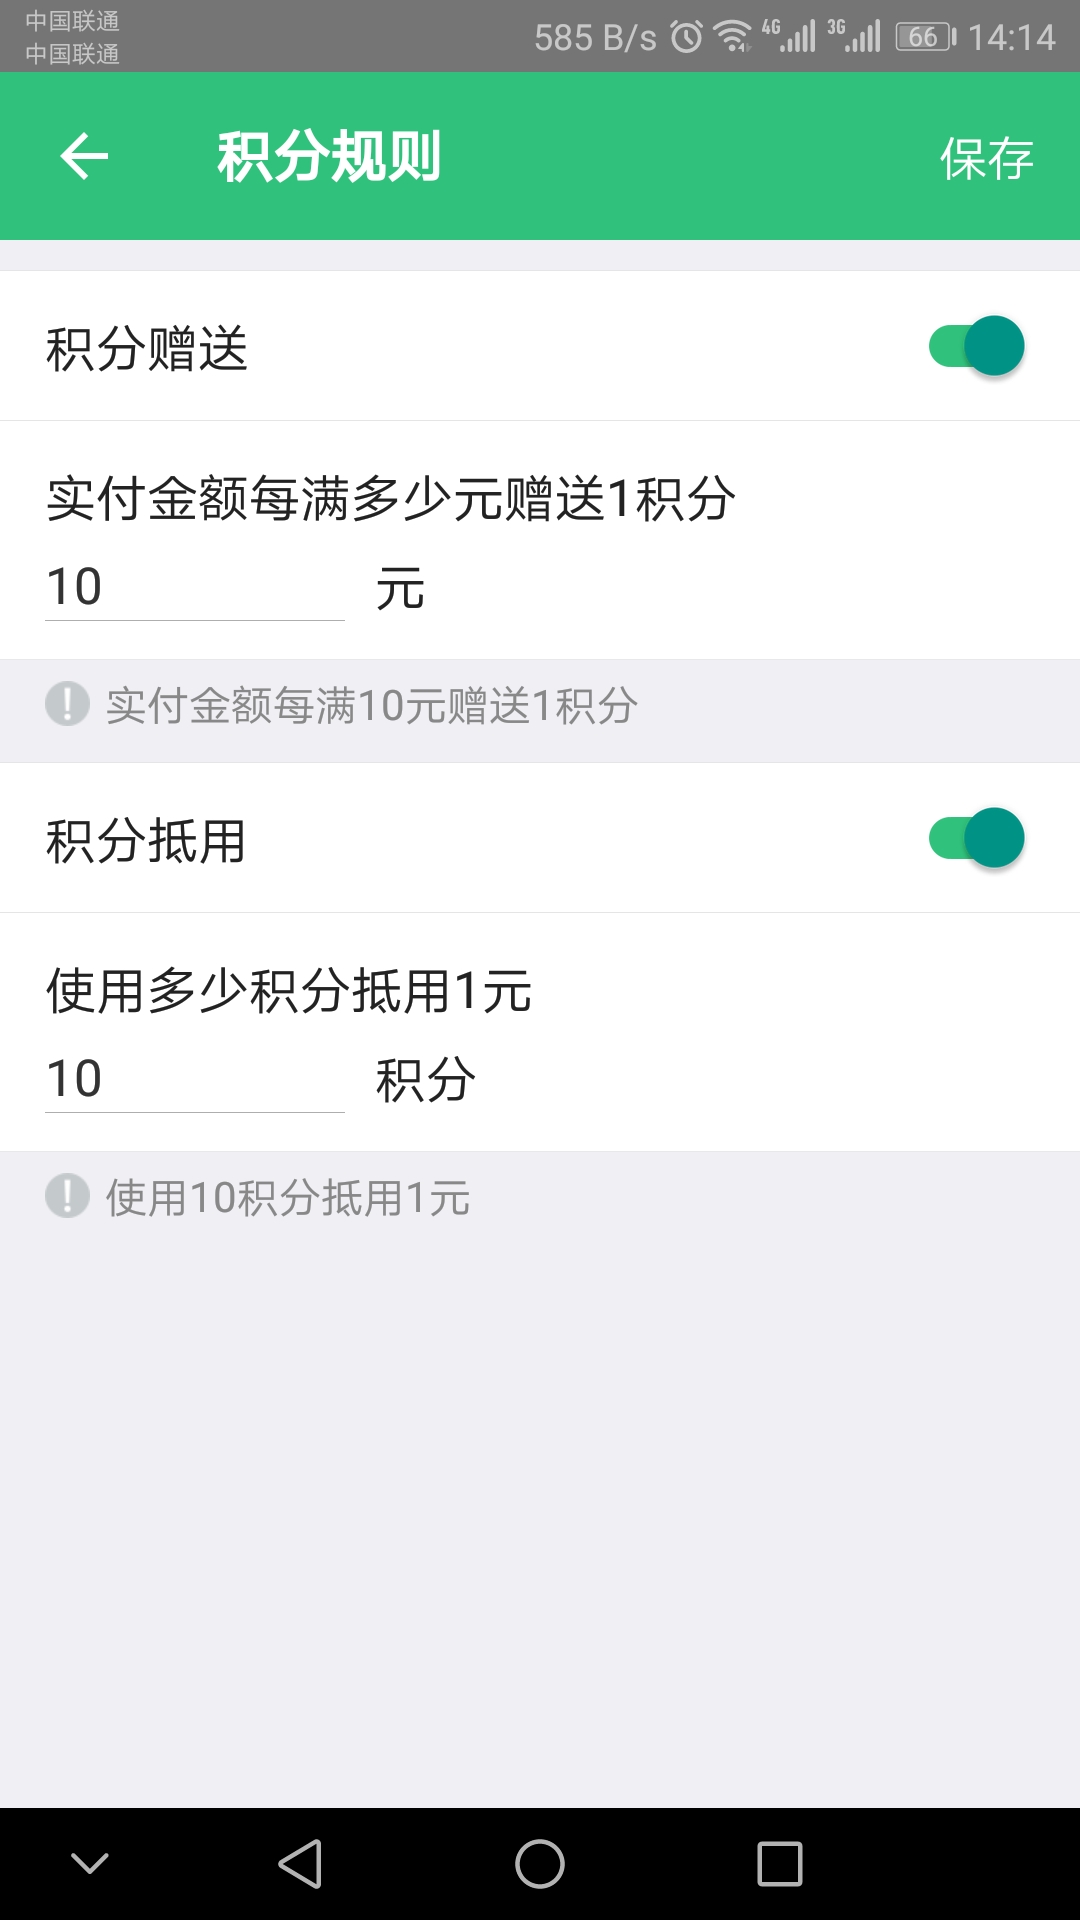 中国联通
中国联通
585 B/s 4G 3G 66 14:14
积分规则 保存
积分赠送
实付金额每满多少元赠送1积分
10 元
实付金额每满10元赠送1积分
积分抵用
使用多少积分抵用1元
10 积分
使用10积分抵用1元